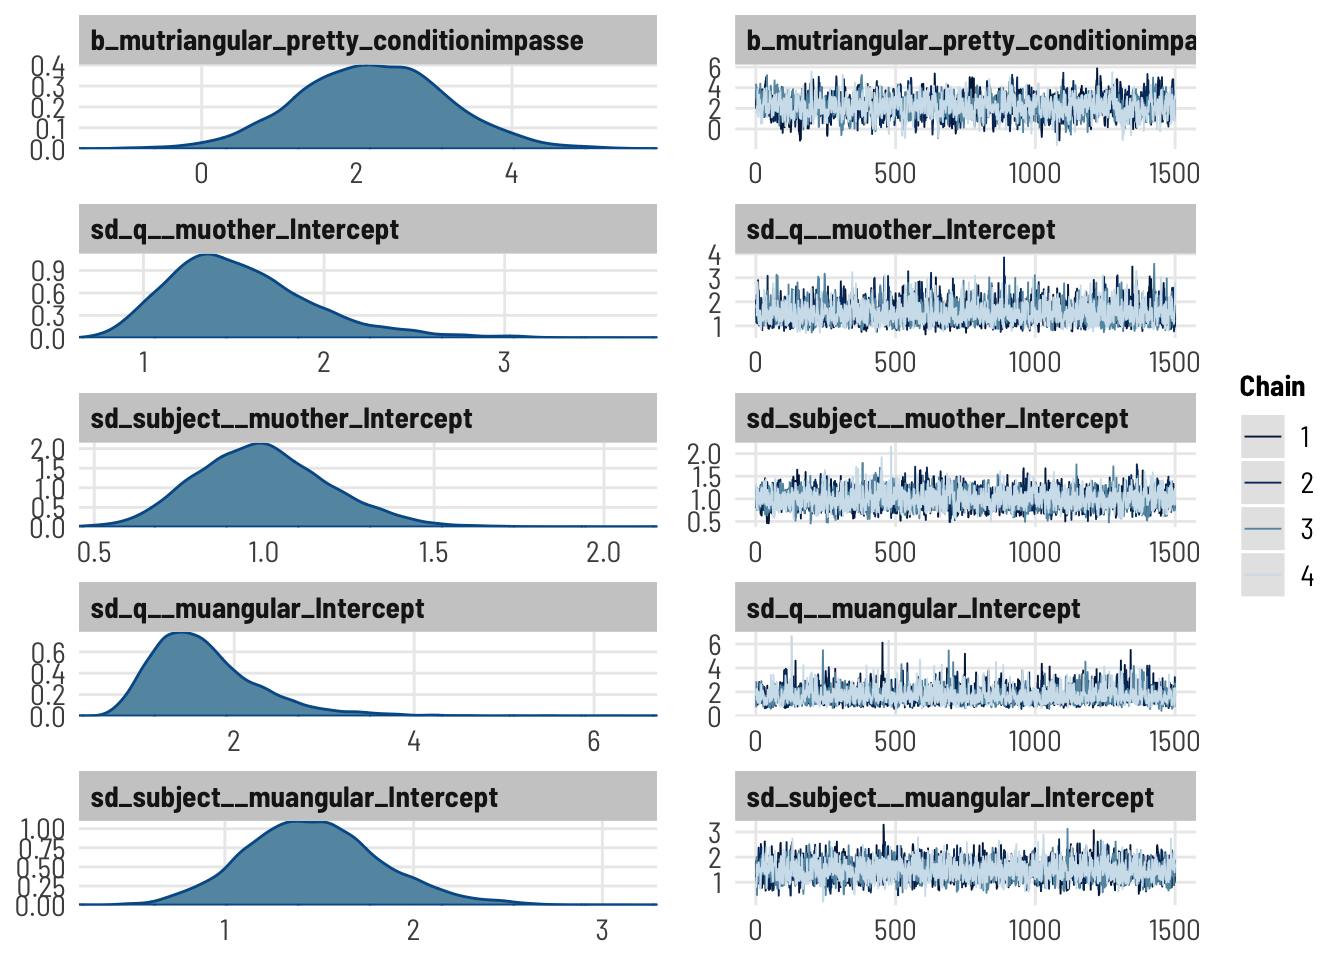 b_mutriangular_pretty_conditionimpasse
0.4
0.3
0.2
0.1
0.0
0 2 4
b_mutriangular_pretty_conditionimpa
6
4
2
0
0 500 1000 1500
sd_q__muother_Intercept
0.9
0.6
0.3
0.0
1 2 3
sd_q__muother_Intercept
4
3
2
1
0 500 1000 1500
sd_subject__muother_Intercept
2.0
1.5
1.0
0.5
0.0
0.5 1.0 1.5 2.0
sd_subject__muother_Intercept
2.0
1.5
1.0
0.5
0 500 1000 1500
sd_q__muangular_Intercept
0.6
0.4
0.2
0.0
2 4 6
sd_q__muangular_Intercept
6
4
2
0
0 500 1000 1500
sd_subject__muangular_Intercept
1.00
0.75
0.50
0.25
0.00
1 2 3
sd_subject__muangular_Intercept
3
2
1
0 500 1000 1500
Chain
1
2
3
4